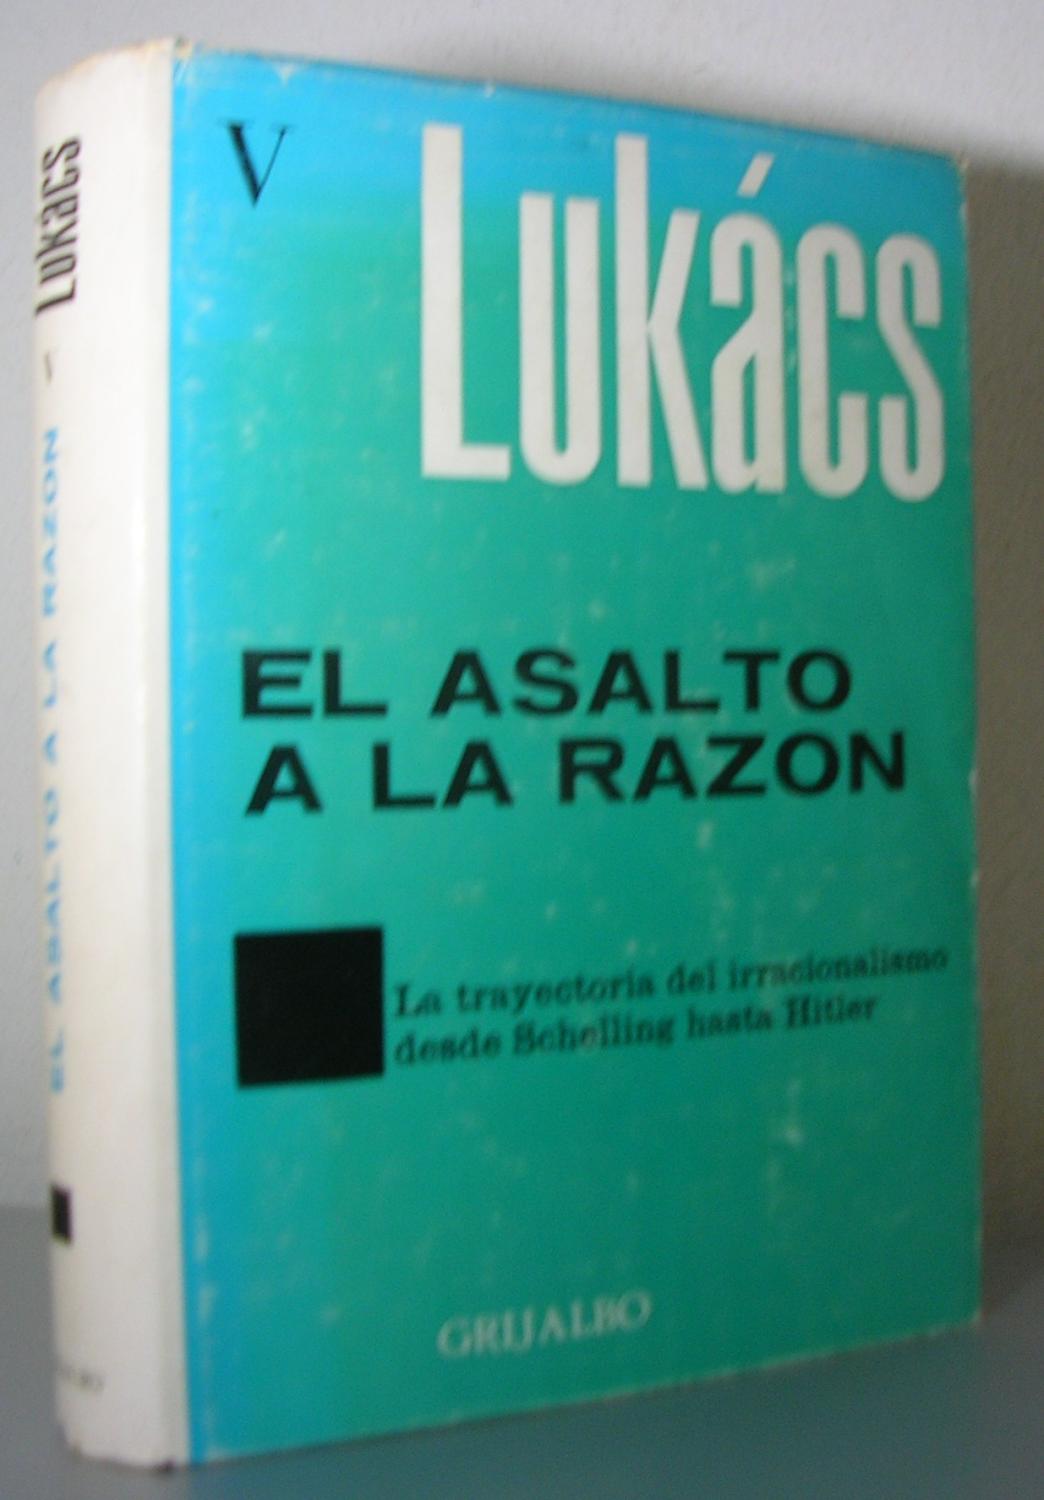 V
Lukács
EL ASALTO
A LA RAZON
La trayectoria del irracionalismo
desde Schelling hasta Hitler
GRIJALBO
Lukács
EL ASALTO A LA RAZON